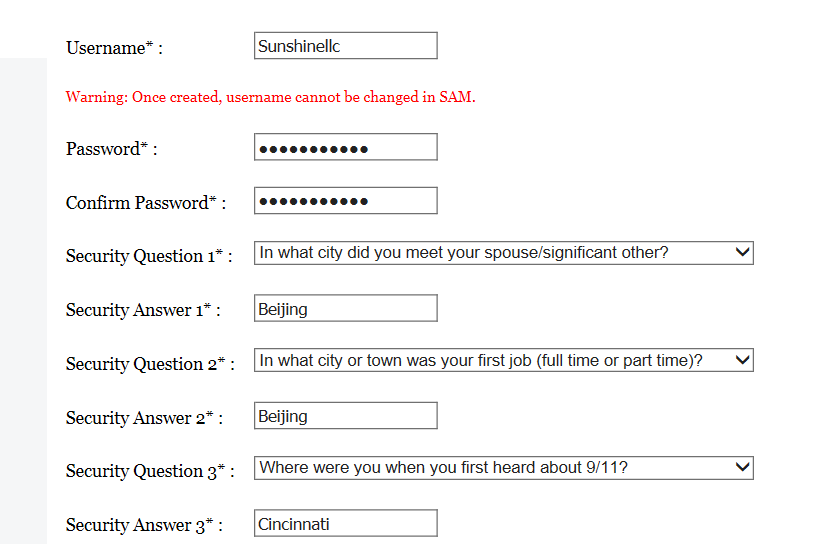 Username* : Sunshinellc
Warning: Once created, username cannot be changed in SAM.
Password* : ●●●●●●●●●●●
Confirm Password* : ●●●●●●●●●●●
Security Question 1* : In what city did you meet your spouse/significant other?
Security Answer 1* : Beijing
Security Question 2* : In what city or town was your first job (full time or part time)?
Security Answer 2* : Beijing
Security Question 3* : Where were you when you first heard about 9/11?
Security Answer 3* : Cincinnati